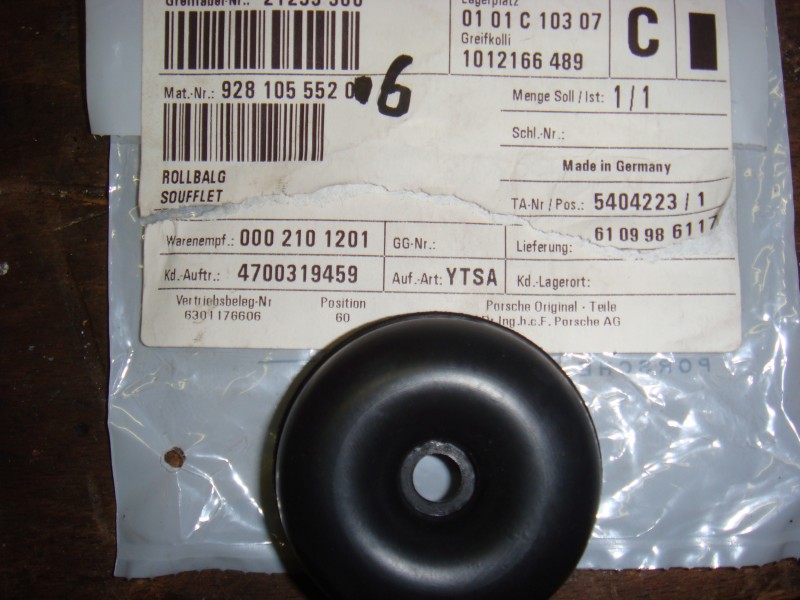 Lagerplatz
01 01 C 103 07
Greifkolli
1012166 489
C
Mat.-Nr.: 928 105 552 0 6
Menge Soll / Ist: 1 / 1
Schl.-Nr.:
Made in Germany
ROLLBALG
SOUFFLET
TA-Nr / Pos.: 5404223 / 1
Warenempf.: 000 210 1201
GG-Nr.:
Lieferung: 61 09 98 6117
Kd.-Auftr.: 4700319459
Auf.-Art: YTSA
Kd.-Lagerort:
Vertriebsbeleg-Nr Position
6301176606 60
Porsche Original - Teile
Dr.Ing.h.c.F. Porsche AG
PORSCHE